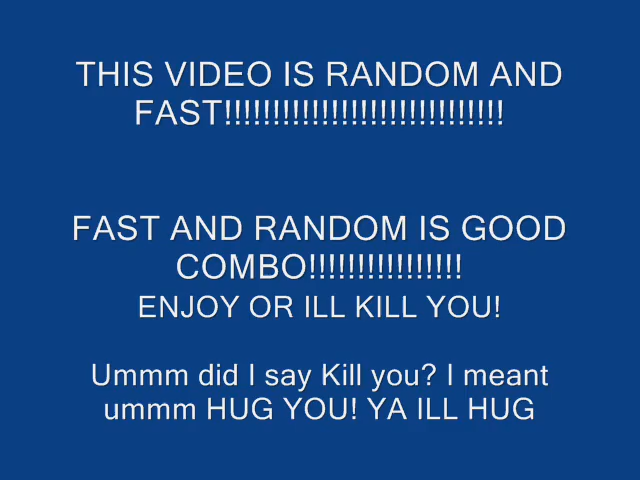 THIS VIDEO IS RANDOM AND
FAST!!!!!!!!!!!!!!!!!!!!!!!!!!!!!
FAST AND RANDOM IS GOOD
COMBO!!!!!!!!!!!!!!!!
ENJOY OR ILL KILL YOU!
Ummm did I say Kill you? I meant
ummm HUG YOU! YA ILL HUG